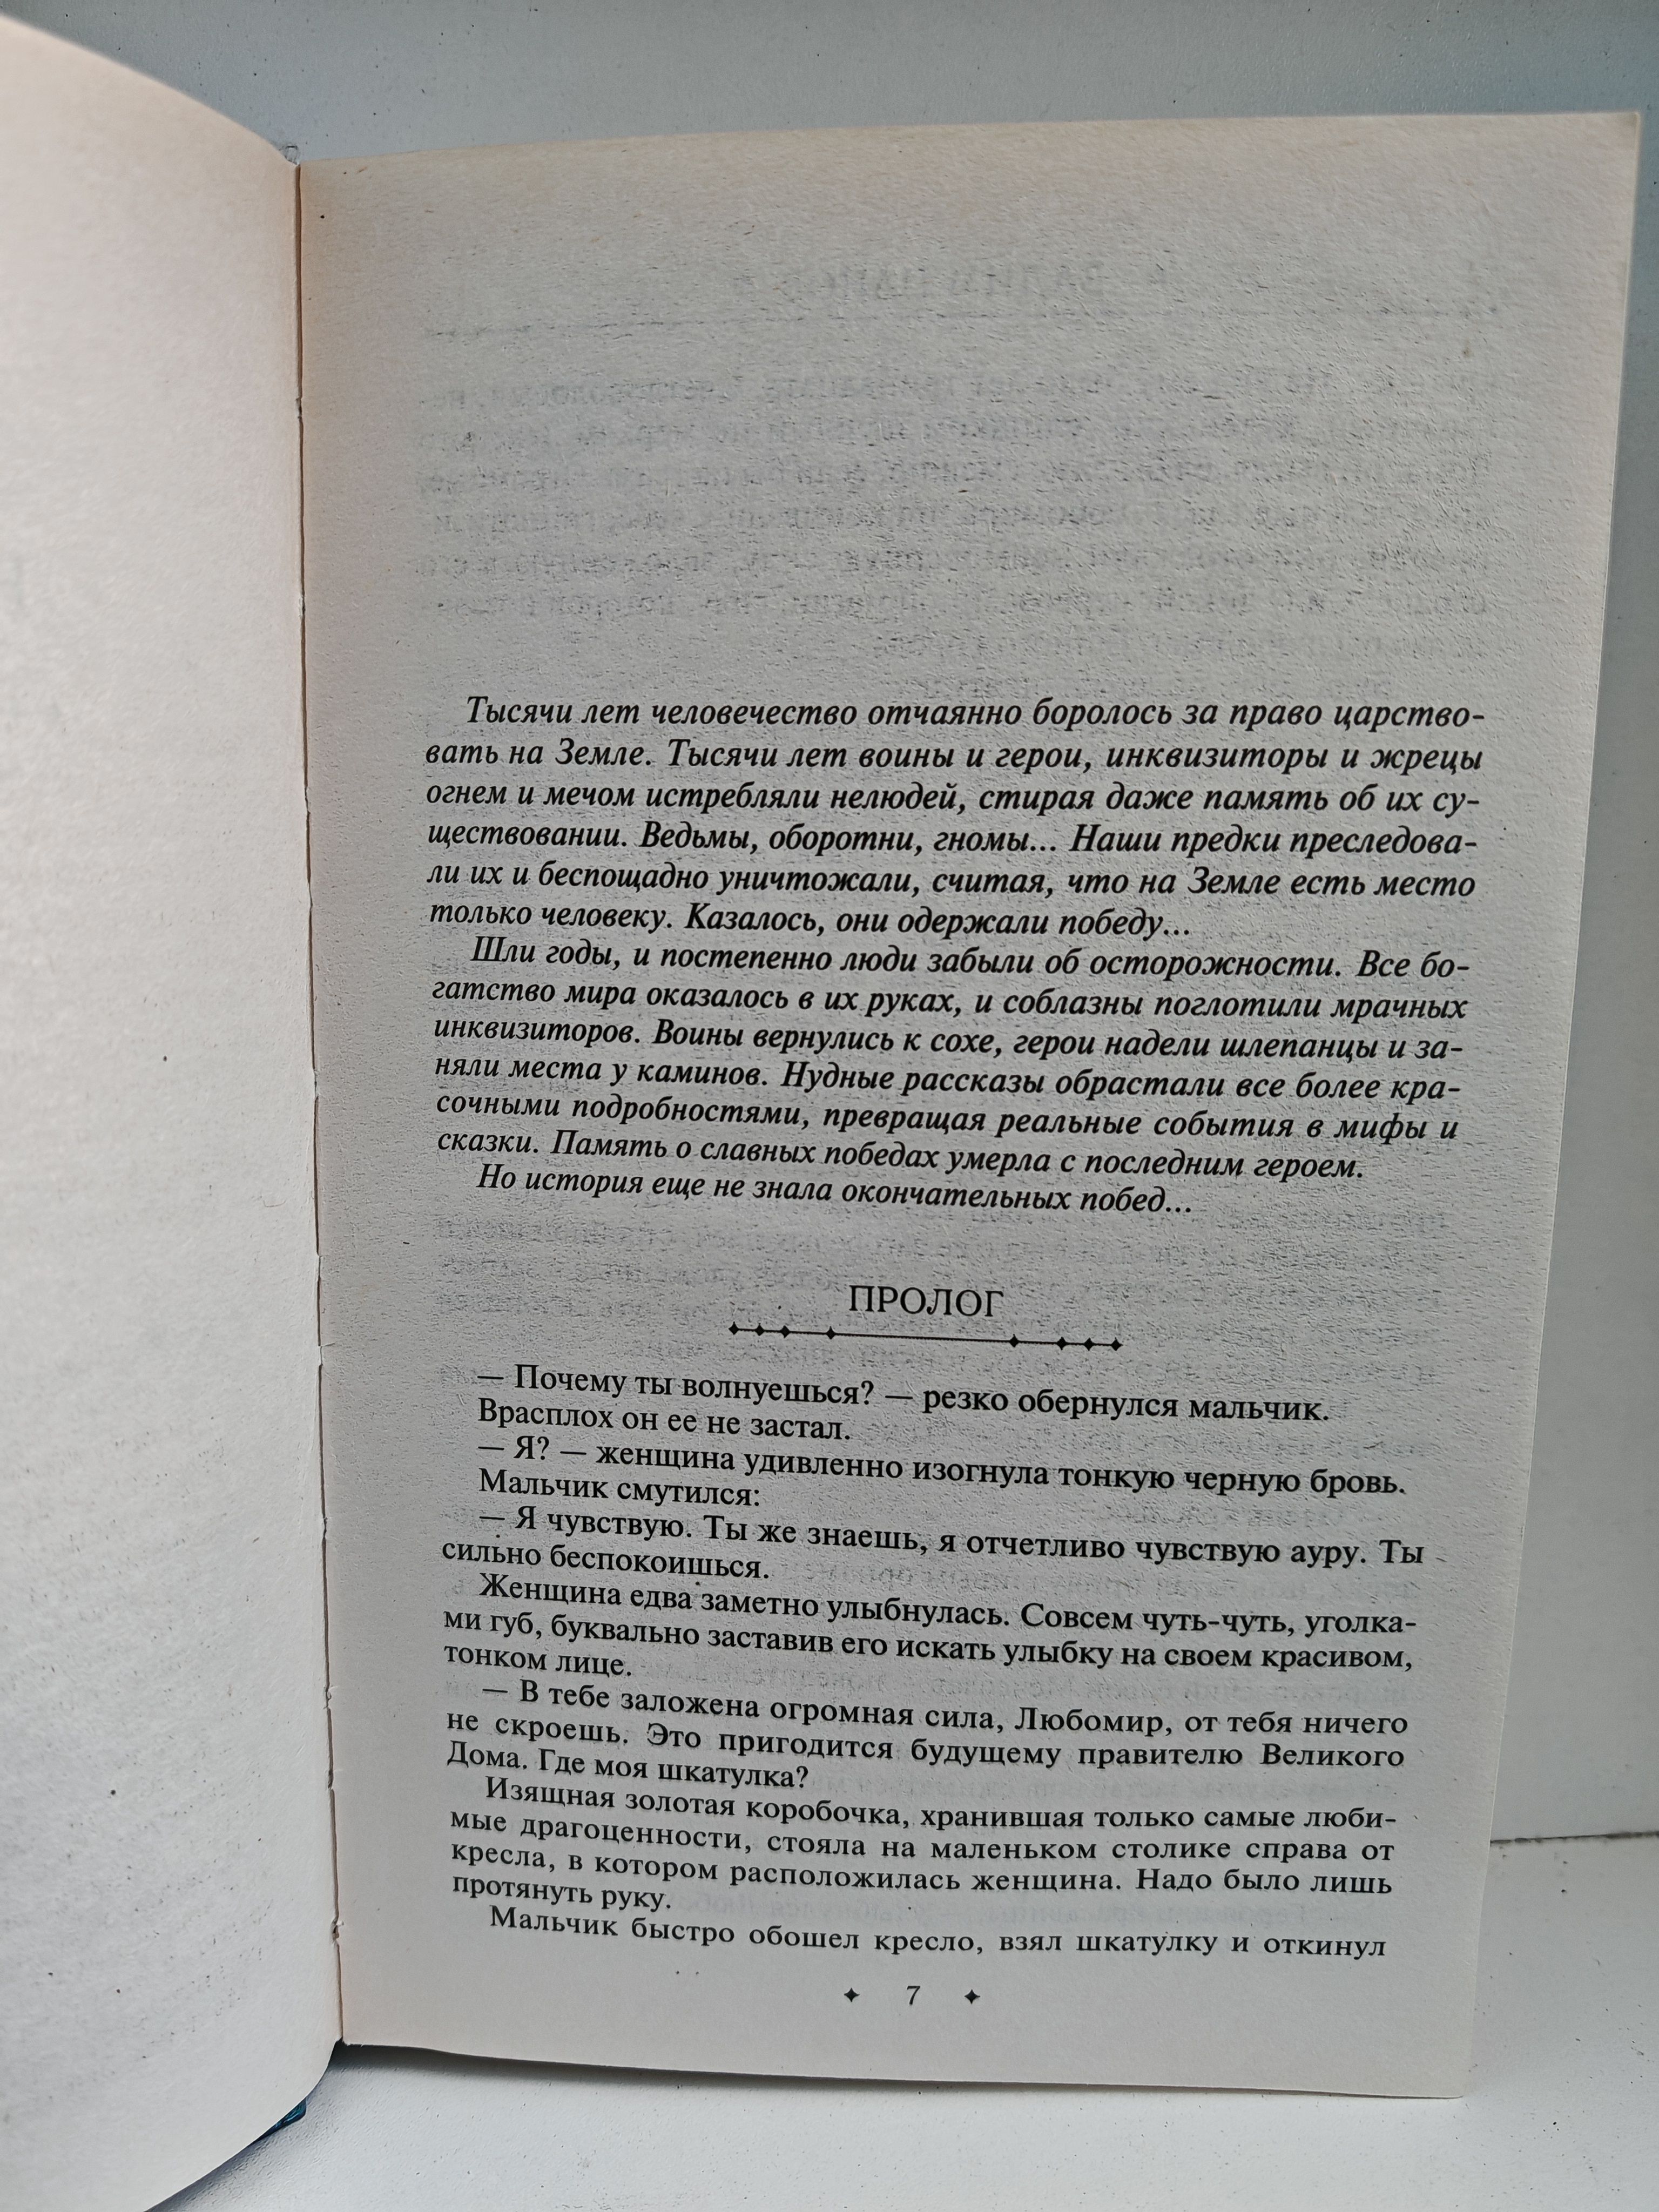 Тысячи лет человечество отчаянно боролось за право царство-
вать на Земле. Тысячи лет воины и герои, инквизиторы и жрецы
огнем и мечом истребляли нелюдей, стирая даже память об их су-
ществовании. Ведьмы, оборотни, гномы... Наши предки преследова-
ли их и беспощадно уничтожали, считая, что на Земле есть место
только человеку. Казалось, они одержали победу...
Шли годы, и постепенно люди забыли об осторожности. Все бо-
гатство мира оказалось в их руках, и соблазны поглотили мрачных
инквизиторов. Воины вернулись к сохе, герои надели шлепанцы и за-
няли места у каминов. Нудные рассказы обрастали все более кра-
сочными подробностями, превращая реальные события в мифы и
сказки. Память о славных победах умерла с последним героем.
Но история еще не знала окончательных побед...
ПРОЛОГ
— Почему ты волнуешься? — резко обернулся мальчик.
Врасплох он ее не застал.
— Я? — женщина удивленно изогнула тонкую черную бровь.
Мальчик смутился:
— Я чувствую. Ты же знаешь, я отчетливо чувствую ауру. Ты
сильно беспокоишься.
Женщина едва заметно улыбнулась. Совсем чуть-чуть, уголка-
ми губ, буквально заставив его искать улыбку на своем красивом,
тонком лице.
— В тебе заложена огромная сила, Любомир, от тебя ничего
не скроешь. Это пригодится будущему правителю Великого
Дома. Где моя шкатулка?
Изящная золотая коробочка, хранившая только самые люби-
мые драгоценности, стояла на маленьком столике справа от
кресла, в котором расположилась женщина. Надо было лишь
протянуть руку.
Мальчик быстро обошел кресло, взял шкатулку и откинул
7